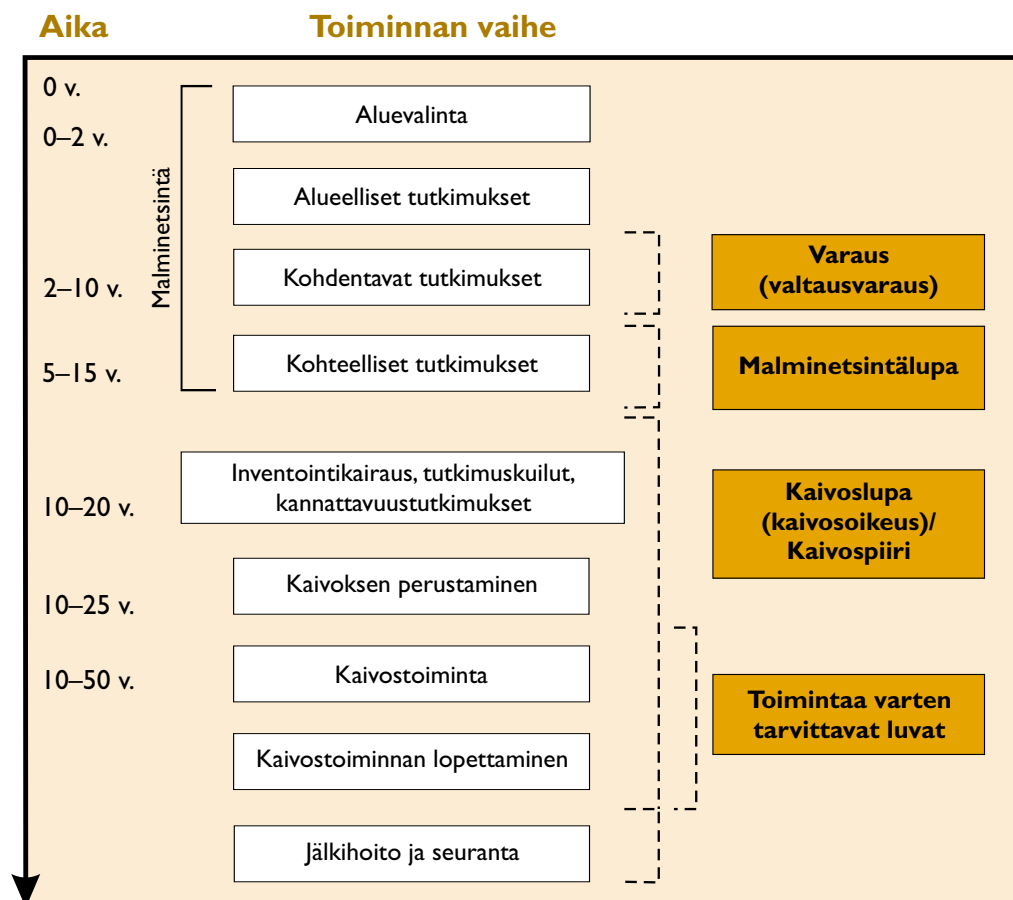 Aika
Toiminnan vaihe
0 v.
0–2 v.
Malminetsintä
Aluevalinta
Alueelliset tutkimukset
2–10 v.
Kohdentavat tutkimukset
Varaus
(valtausvaraus)
5–15 v.
Kohteelliset tutkimukset
Malminetsintälupa
10–20 v.
Inventointikairaus, tutkimuskuilut,
kannattavuustutkimukset
Kaivoslupa
(kaivosoikeus)/
Kaivospiiri
10–25 v.
Kaivoksen perustaminen
10–50 v.
Kaivostoiminta
Toimintaa varten
tarvittavat luvat
Kaivostoiminnan lopettaminen
Jälkihoito ja seuranta